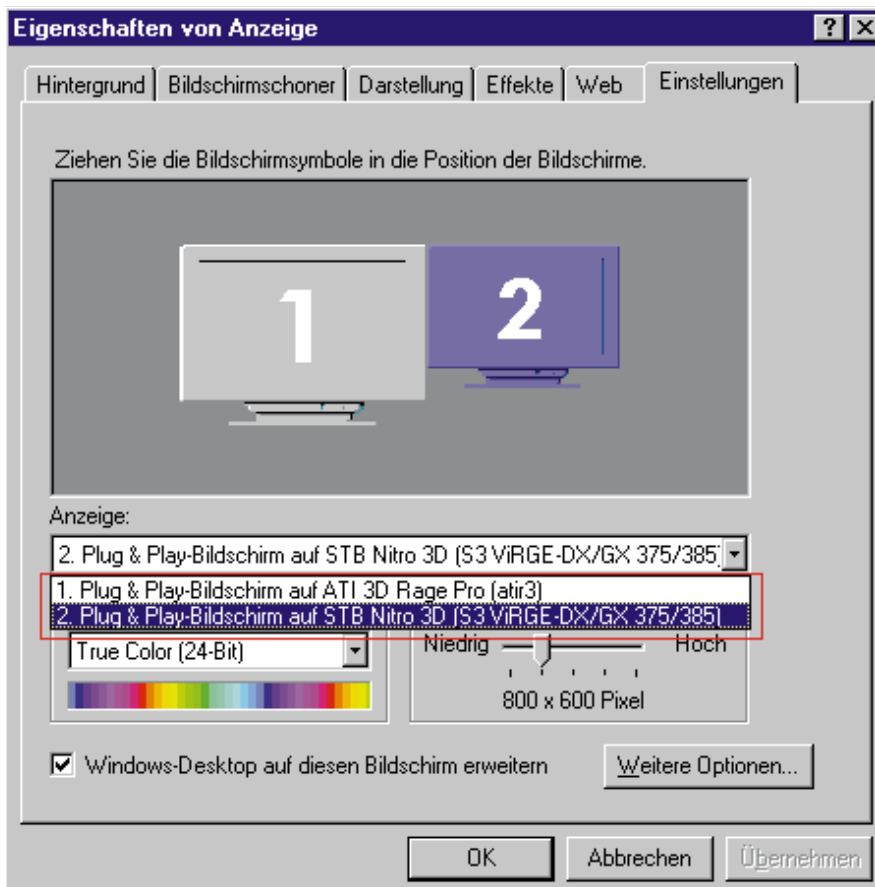 Eigenschaften von Anzeige
Hintergrund Bildschirmschoner Darstellung Effekte Web Einstellungen
Ziehen Sie die Bildschirmsymbole in die Position der Bildschirme.
1 2
Anzeige:
2. Plug & Play-Bildschirm auf STB Nitro 3D (S3 ViRGE-DX/GX 375/385)
1. Plug & Play-Bildschirm auf ATI 3D Rage Pro (atir3)
2. Plug & Play-Bildschirm auf STB Nitro 3D (S3 ViRGE-DX/GX 375/385)
True Color (24-Bit) Niedrig Hoch
800 x 600 Pixel
Windows-Desktop auf diesen Bildschirm erweitern Weitere Optionen...
OK Abbrechen Übernehmen